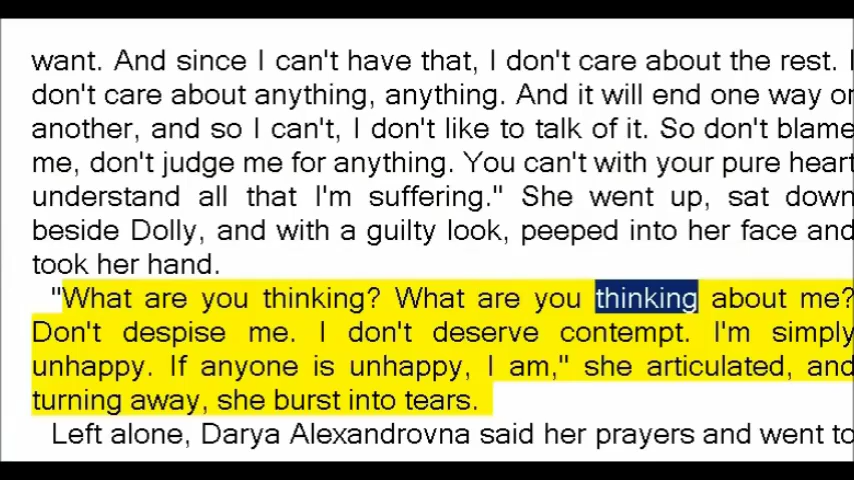 want. And since I can't have that, I don't care about the rest. I
don't care about anything, anything. And it will end one way or
another, and so I can't, I don't like to talk of it. So don't blame
me, don't judge me for anything. You can't with your pure heart
understand all that I'm suffering." She went up, sat down
beside Dolly, and with a guilty look, peeped into her face and
took her hand.
"What are you thinking? What are you thinking about me?
Don't despise me. I don't deserve contempt. I'm simply
unhappy. If anyone is unhappy, I am," she articulated, and
turning away, she burst into tears.
Left alone, Darya Alexandrovna said her prayers and went to